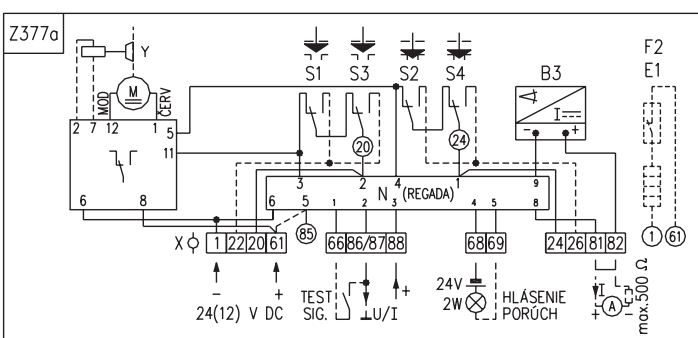 Z377a
Y
M
MOD
ČERV
2 7 12 1
5
11
6 8
S1 S3 S2 S4
20
24
B3
I
- +
F2
E1
3 2 4 1 9
N (REGADA)
6 5 1 2 3 4 5 8
85
X 1 22 20 61 66 86/87 88 68 69 24 26 81 82
1 61
- +
24(12) V DC
TEST
SIG.
⊥U/I
+
24V
2W
HLÁSENIE
PORÚCH
I
+ A -
max.500 Ω